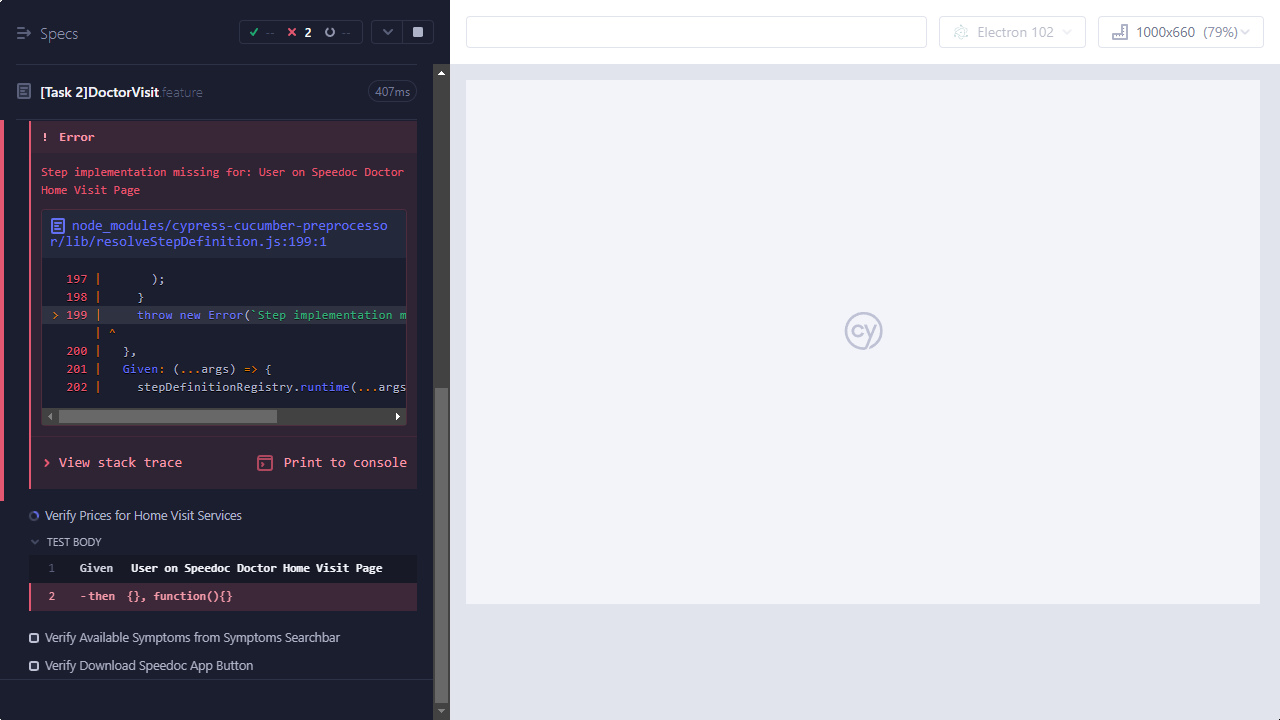 Specs
--
2
--
Electron 102
1000x660 (79%)
[Task 2]DoctorVisit.feature
407ms
! Error
Step implementation missing for: User on Speedoc Doctor
Home Visit Page
node_modules/cypress-cucumber-preprocesso
r/lib/resolveStepDefinition.js:199:1
197 | );
198 | }
> 199 | throw new Error(`Step implementation m
| ^
200 | },
201 | Given: (...args) => {
202 | stepDefinitionRegistry.runtime(...args
View stack trace
Print to console
Verify Prices for Home Visit Services
TEST BODY
1 Given User on Speedoc Doctor Home Visit Page
2 -then {}, function(){}
Verify Available Symptoms from Symptoms Searchbar
Verify Download Speedoc App Button
cy